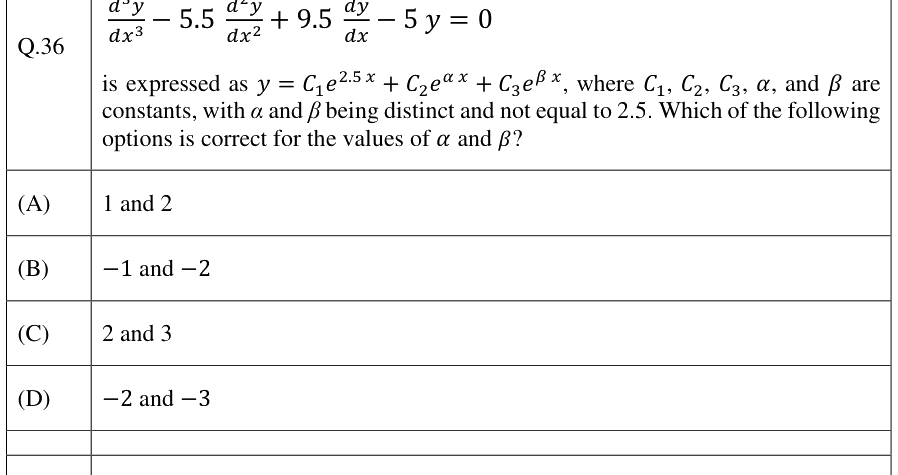 d³y/dx³ − 5.5 d²y/dx² + 9.5 dy/dx − 5 y = 0
Q.36
is expressed as y = C₁e^{2.5 x} + C₂e^{α x} + C₃e^{β x}, where C₁, C₂, C₃, α, and β are
constants, with α and β being distinct and not equal to 2.5. Which of the following
options is correct for the values of α and β?
(A) 1 and 2
(B) −1 and −2
(C) 2 and 3
(D) −2 and −3